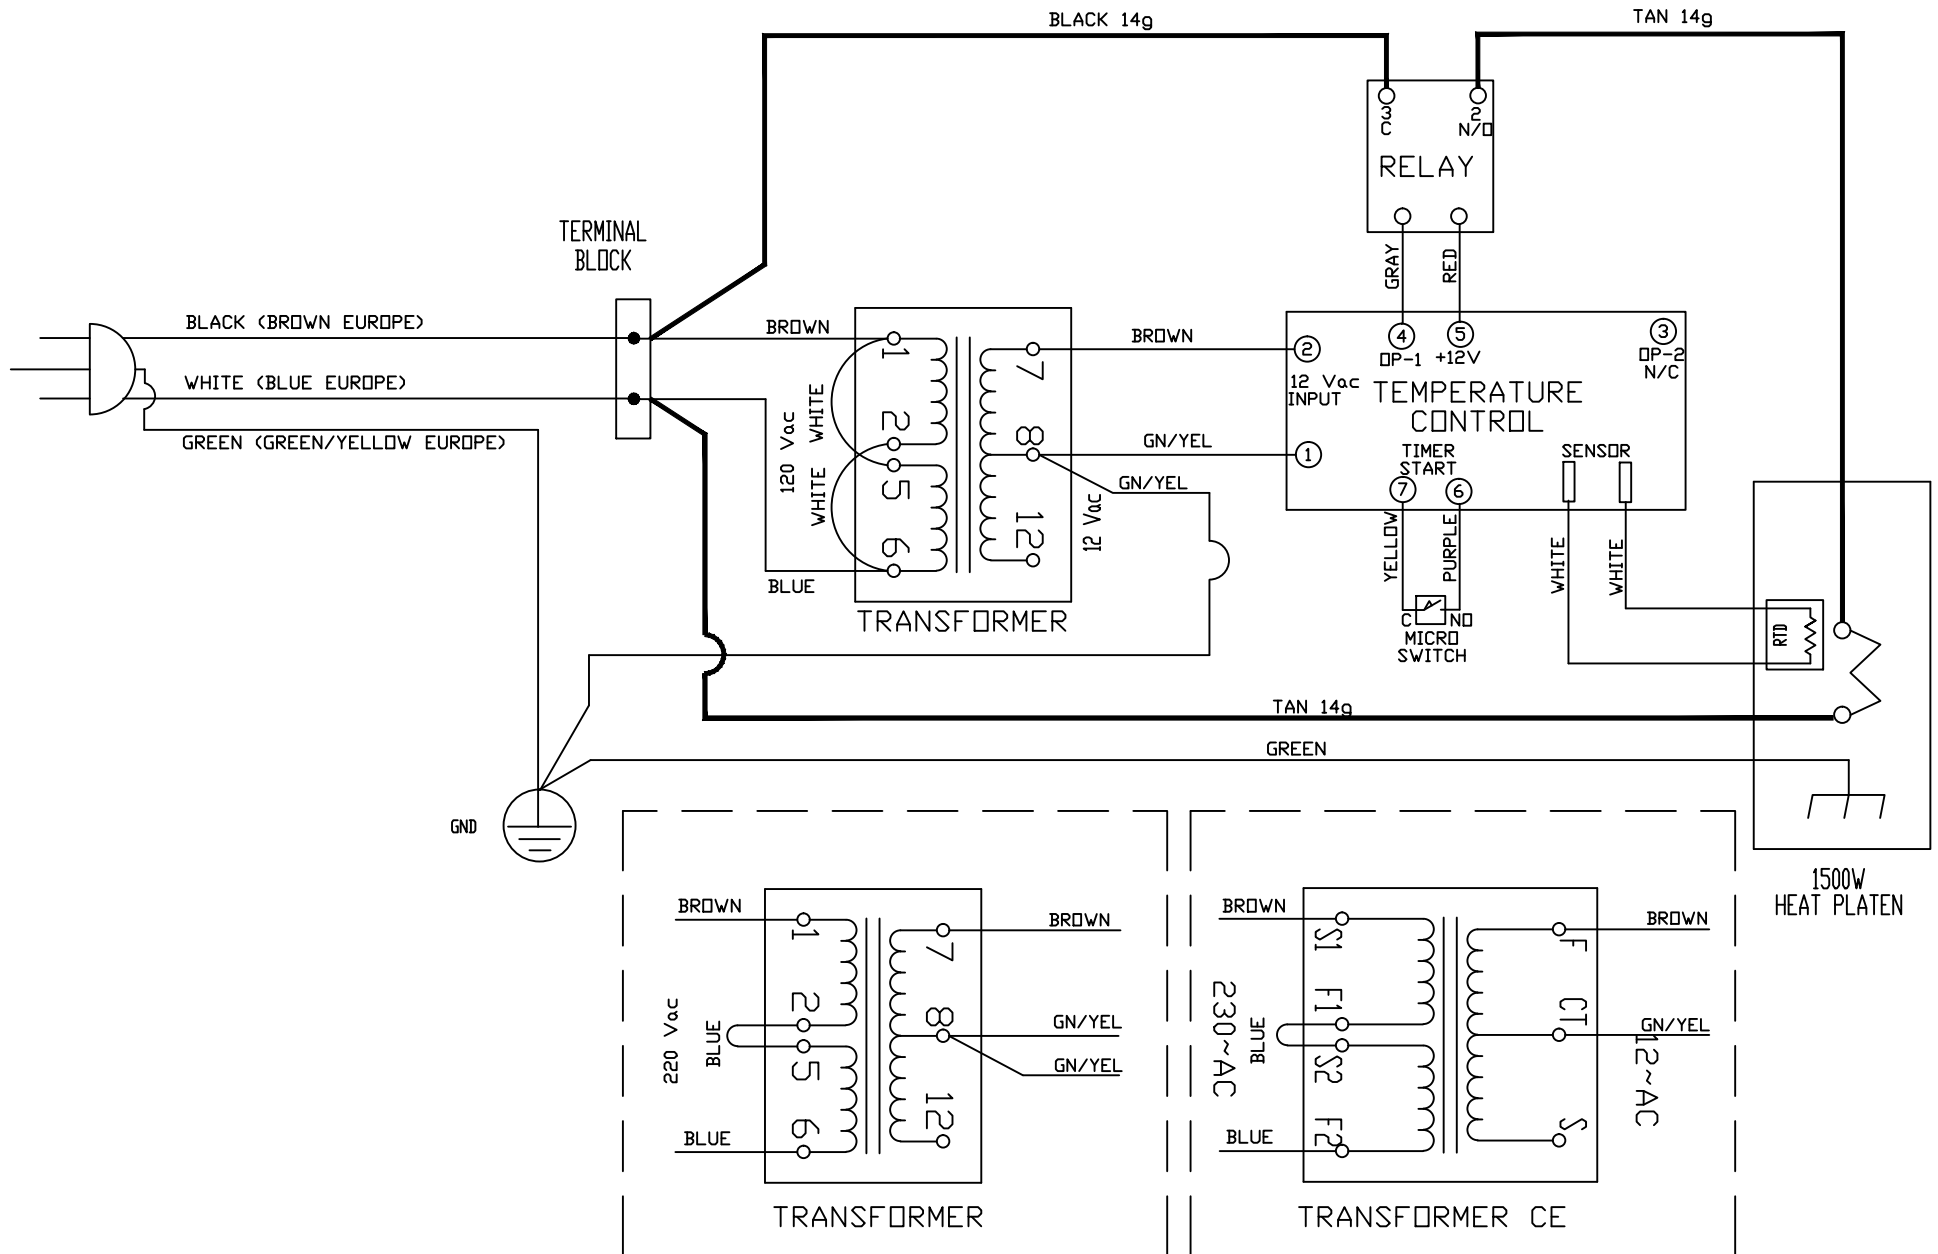 BLACK 14g
TAN 14g
3
C
2
N/O
RELAY
TERMINAL
BLOCK
GRAY
RED
BLACK (BROWN EUROPE)
WHITE (BLUE EUROPE)
GREEN (GREEN/YELLOW EUROPE)
BROWN
120 Vac
WHITE
WHITE
BLUE
1
2
5
6
7
8
12
12 Vac
TRANSFORMER
BROWN
GN/YEL
GN/YEL
2
12 Vac
INPUT
1
4
OP-1
5
+12V
3
OP-2
N/C
TEMPERATURE
CONTROL
TIMER
START
7
6
SENSOR
YELLOW
PURPLE
C
NO
MICRO
SWITCH
WHITE
WHITE
RTD
TAN 14g
GREEN
GND
1500W
HEAT PLATEN
BROWN
220 Vac
BLUE
BLUE
1
2
5
6
7
8
12
BROWN
GN/YEL
GN/YEL
TRANSFORMER
BROWN
230~AC
BLUE
BLUE
S1
F1
S2
F2
F
CT
S
BROWN
GN/YEL
12~AC
TRANSFORMER CE